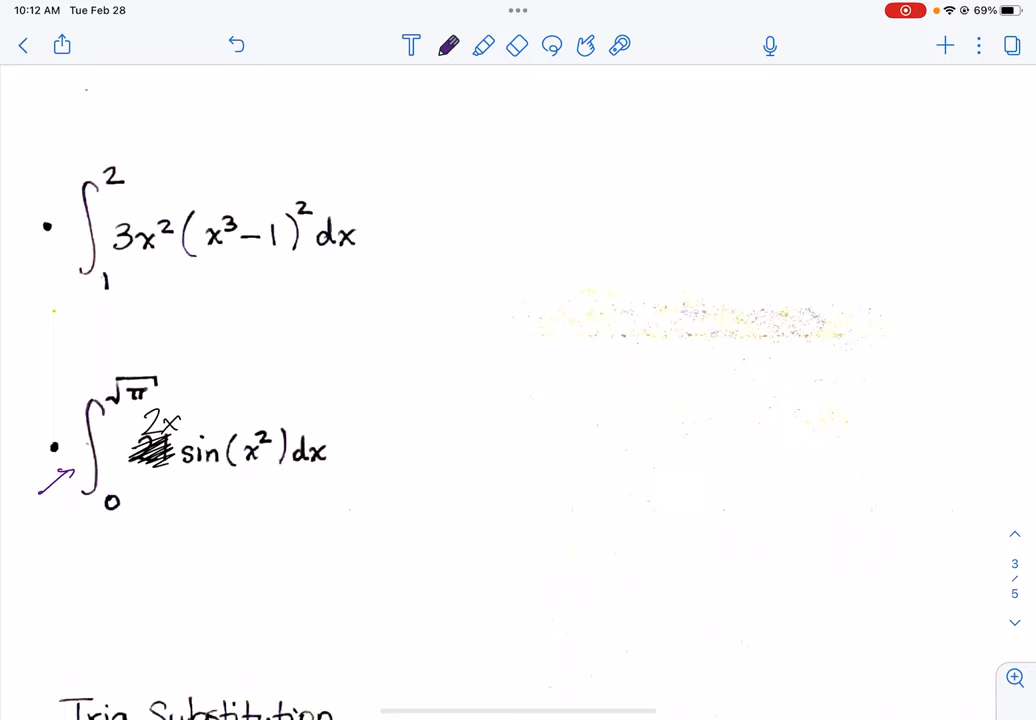 10:12 AM Tue Feb 28
69%
T
• ∫₁² 3x²(x³−1)² dx
• ∫₀^√π 2x sin(x²) dx
3
/
5
Trig Substitution